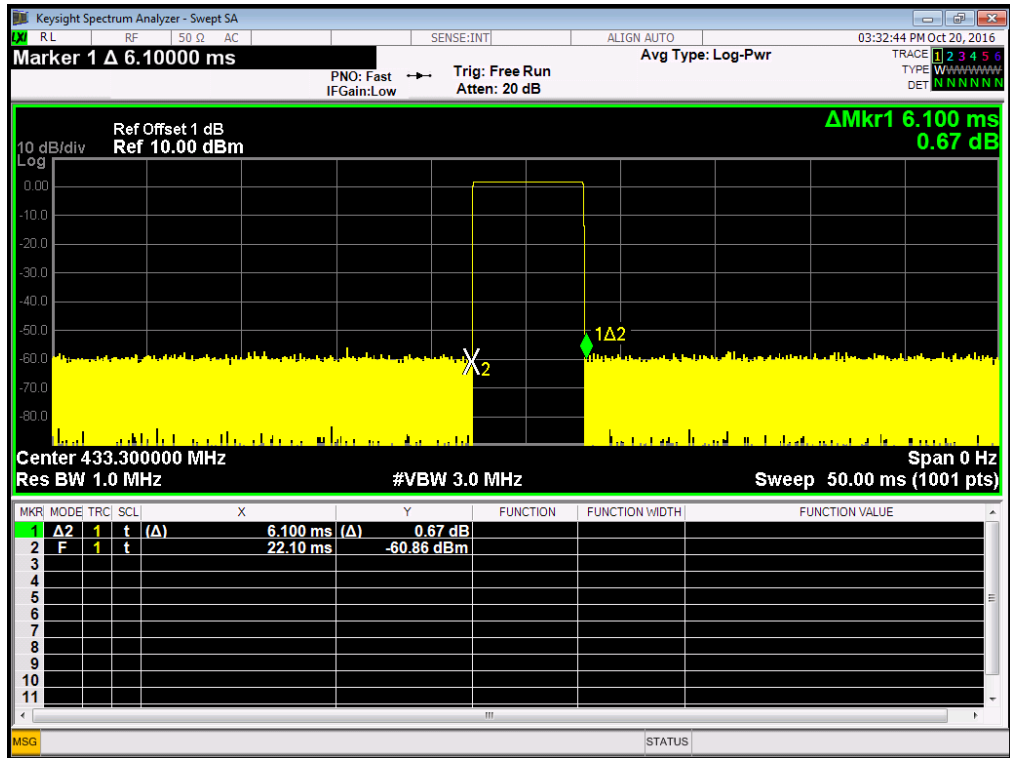 Keysight Spectrum Analyzer - Swept SA
LXI RL RF 50 Ω AC SENSE:INT ALIGN AUTO 03:32:44 PM Oct 20, 2016
Marker 1 Δ 6.10000 ms
PNO: Fast
IFGain:Low
Trig: Free Run
Atten: 20 dB
Avg Type: Log-Pwr
TRACE 1 2 3 4 5 6
TYPE WWWWWW
DET N N N N N N
ΔMkr1 6.100 ms
0.67 dB
Ref Offset 1 dB
10 dB/div Ref 10.00 dBm
Log
0.00
-10.0
-20.0
-30.0
-40.0
-50.0
1Δ2
-60.0
2
-70.0
-80.0
Center 433.300000 MHz Span 0 Hz
Res BW 1.0 MHz #VBW 3.0 MHz Sweep 50.00 ms (1001 pts)
MKR MODE TRC SCL X Y FUNCTION FUNCTION WIDTH FUNCTION VALUE
1 Δ2 1 t (Δ) 6.100 ms (Δ) 0.67 dB
2 F 1 t 22.10 ms -60.86 dBm
3
4
5
6
7
8
9
10
11
MSG STATUS